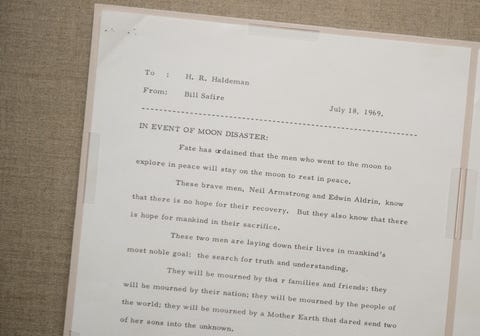 To : H. R. Haldeman
From: Bill Safire
July 18, 1969.
IN EVENT OF MOON DISASTER:
Fate has ordained that the men who went to the moon to
explore in peace will stay on the moon to rest in peace.
These brave men, Neil Armstrong and Edwin Aldrin, know
that there is no hope for their recovery. But they also know that there
is hope for mankind in their sacrifice.
These two men are laying down their lives in mankind's
most noble goal: the search for truth and understanding.
They will be mourned by their families and friends; they
will be mourned by their nation; they will be mourned by the people of
the world; they will be mourned by a Mother Earth that dared send two
of her sons into the unknown.